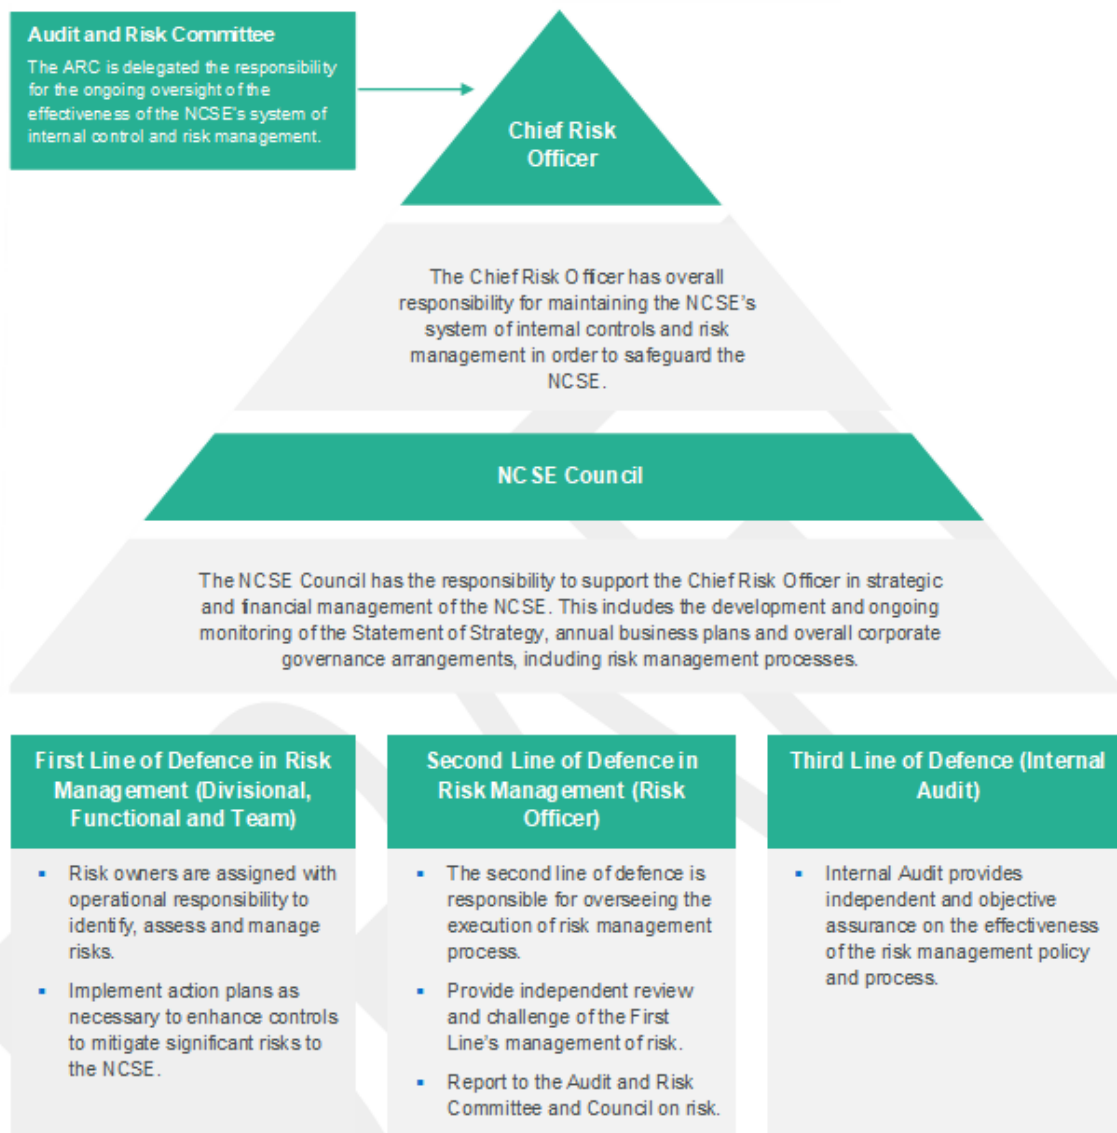 Audit and Risk Committee
The ARC is delegated the responsibility
for the ongoing oversight of the
effectiveness of the NCSE's system of
internal control and risk management.
Chief Risk
Officer
The Chief Risk Officer has overall
responsibility for maintaining the NCSE's
system of internal controls and risk
management in order to safeguard the
NCSE.
NCSE Council
The NCSE Council has the responsibility to support the Chief Risk Officer in strategic
and financial management of the NCSE. This includes the development and ongoing
monitoring of the Statement of Strategy, annual business plans and overall corporate
governance arrangements, including risk management processes.
First Line of Defence in Risk
Management (Divisional,
Functional and Team)
▪ Risk owners are assigned with
operational responsibility to
identify, assess and manage
risks.
▪ Implement action plans as
necessary to enhance controls
to mitigate significant risks to
the NCSE.
Second Line of Defence in
Risk Management (Risk
Officer)
▪ The second line of defence is
responsible for overseeing the
execution of risk management
process.
▪ Provide independent review
and challenge of the First
Line's management of risk.
▪ Report to the Audit and Risk
Committee and Council on risk.
Third Line of Defence (Internal
Audit)
▪ Internal Audit provides
independent and objective
assurance on the effectiveness
of the risk management policy
and process.